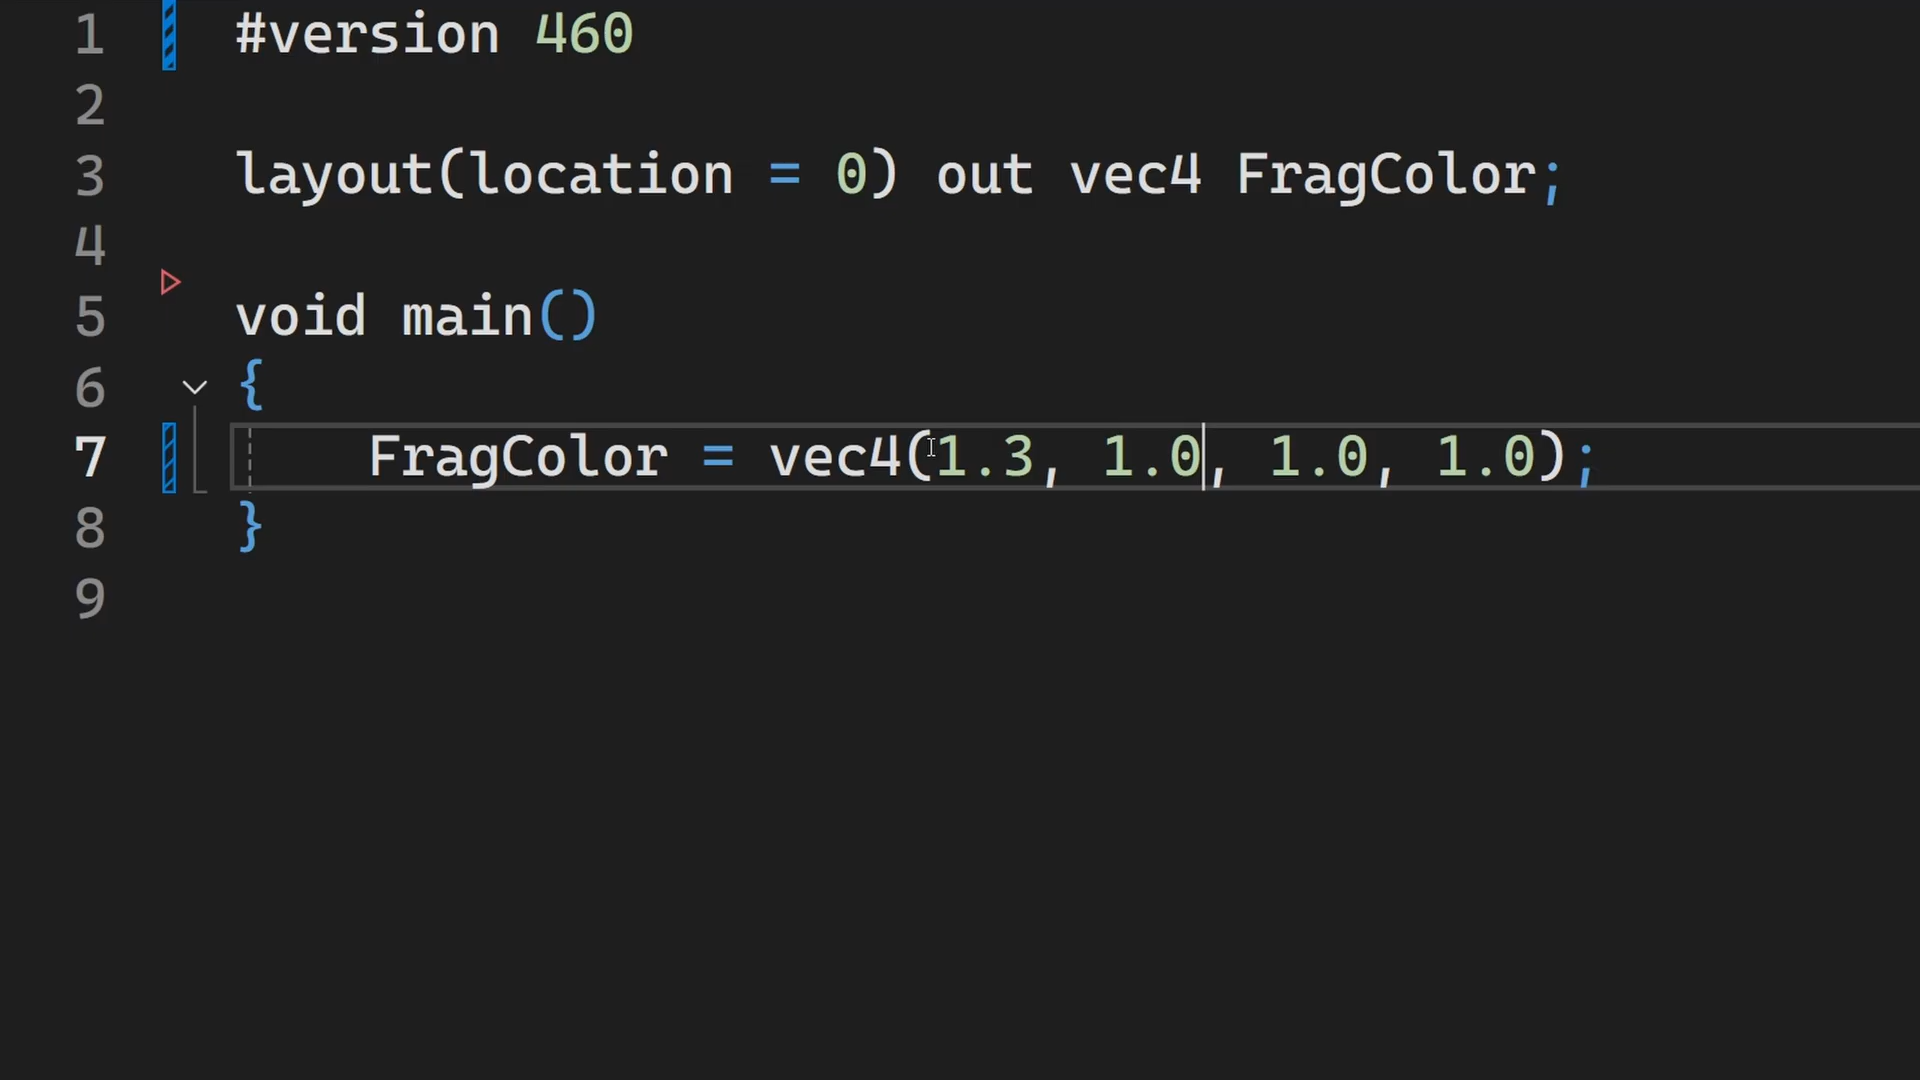 1 #version 460
2
3 layout(location = 0) out vec4 FragColor;
4
5 void main()
6 {
7 FragColor = vec4(1.3, 1.0, 1.0, 1.0);
8 }
9